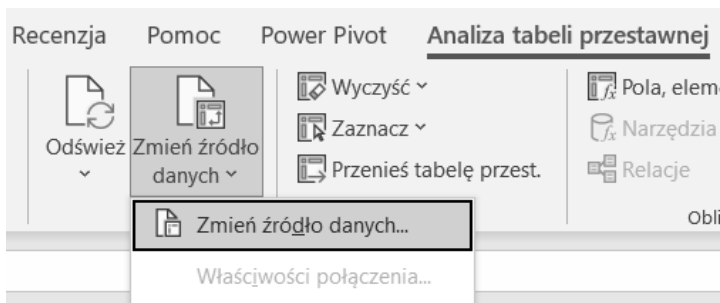 Recenzja Pomoc Power Pivot Analiza tabeli przestawnej
Odśwież
Zmień źródło
danych
Wyczyść
Zaznacz
Przenieś tabelę przest.
Pola, elem
Narzędzia
Relacje
Obli
Zmień źródło danych...
Właściwości połączenia...